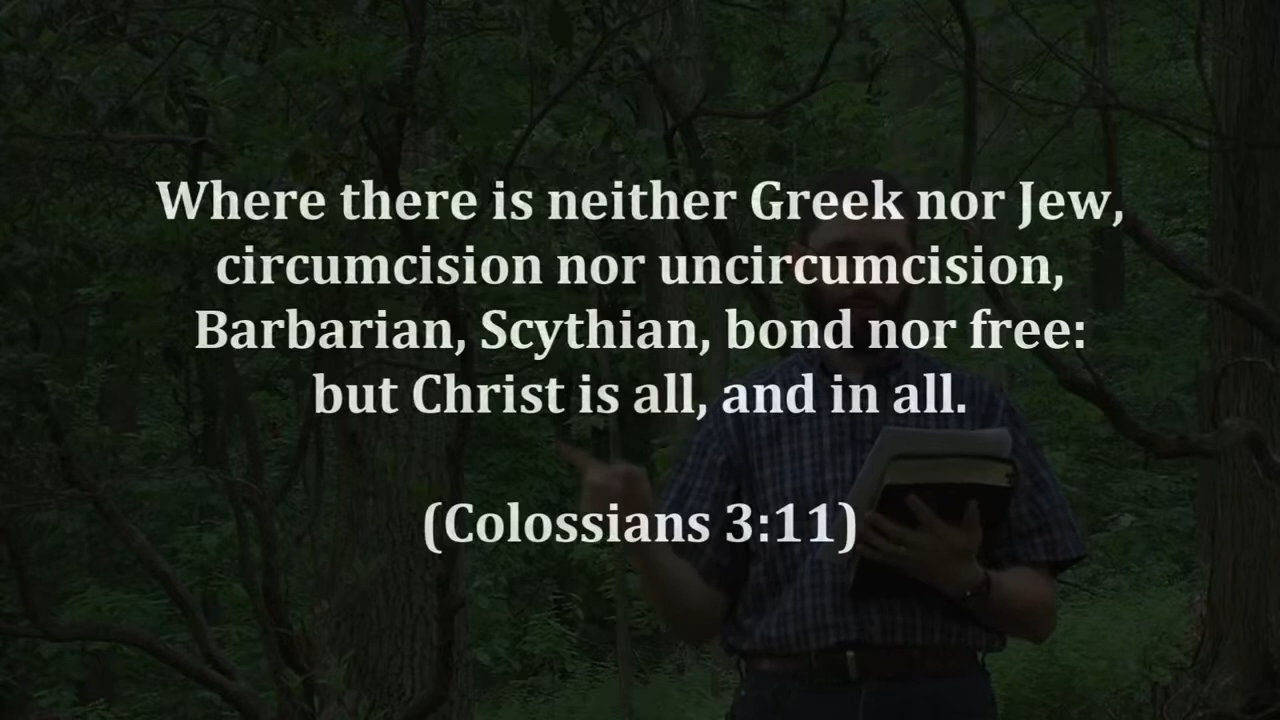 Where there is neither Greek nor Jew,
circumcision nor uncircumcision,
Barbarian, Scythian, bond nor free:
but Christ is all, and in all.
(Colossians 3:11)